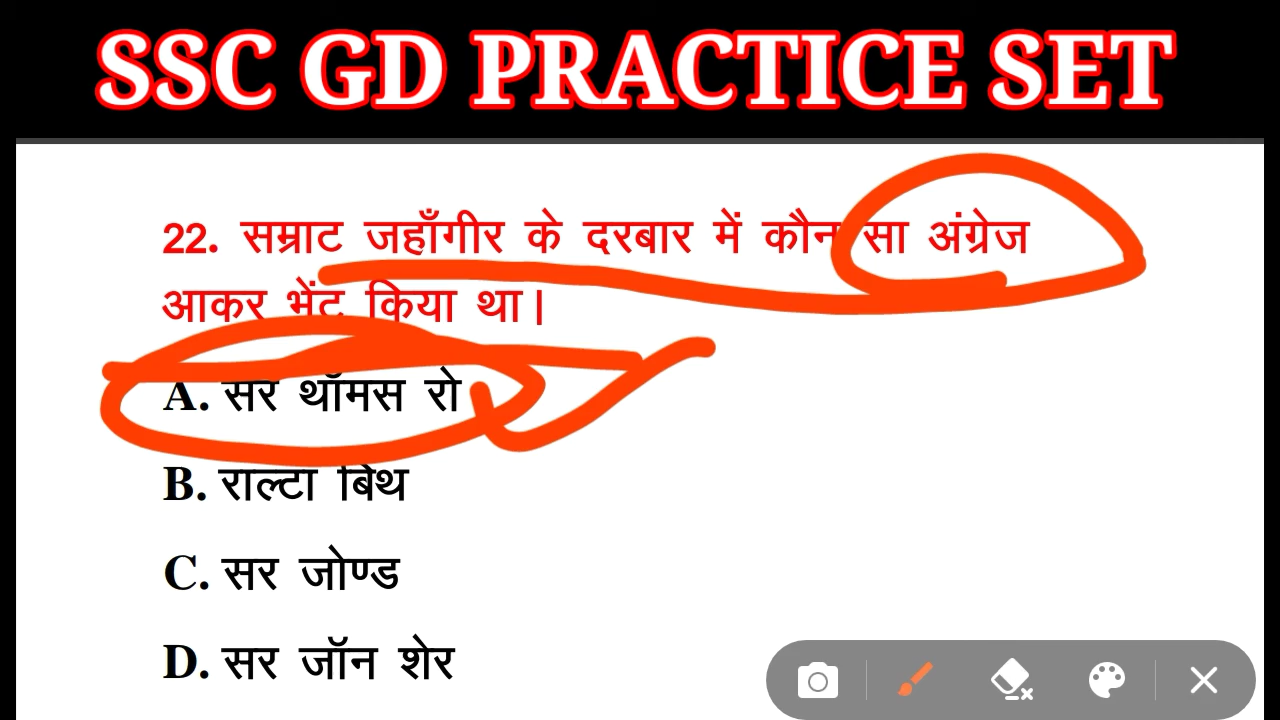 SSC GD PRACTICE SET
22. सम्राट जहाँगीर के दरबार में कौन सा अंग्रेज
आकर भेंट किया था|
A. सर थॉमस रो
B. राल्टा बिथ
C. सर जोण्ड
D. सर जॉन शेर